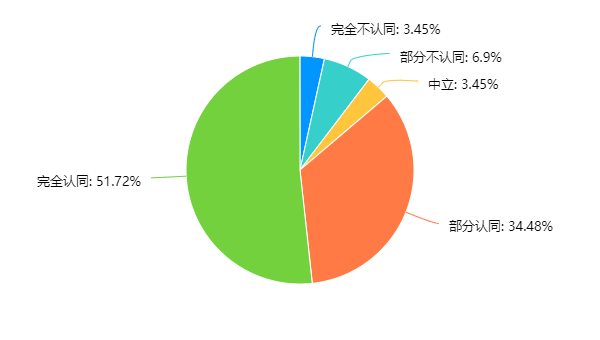 完全不认同: 3.45%
部分不认同: 6.9%
中立: 3.45%
完全认同: 51.72%
部分认同: 34.48%